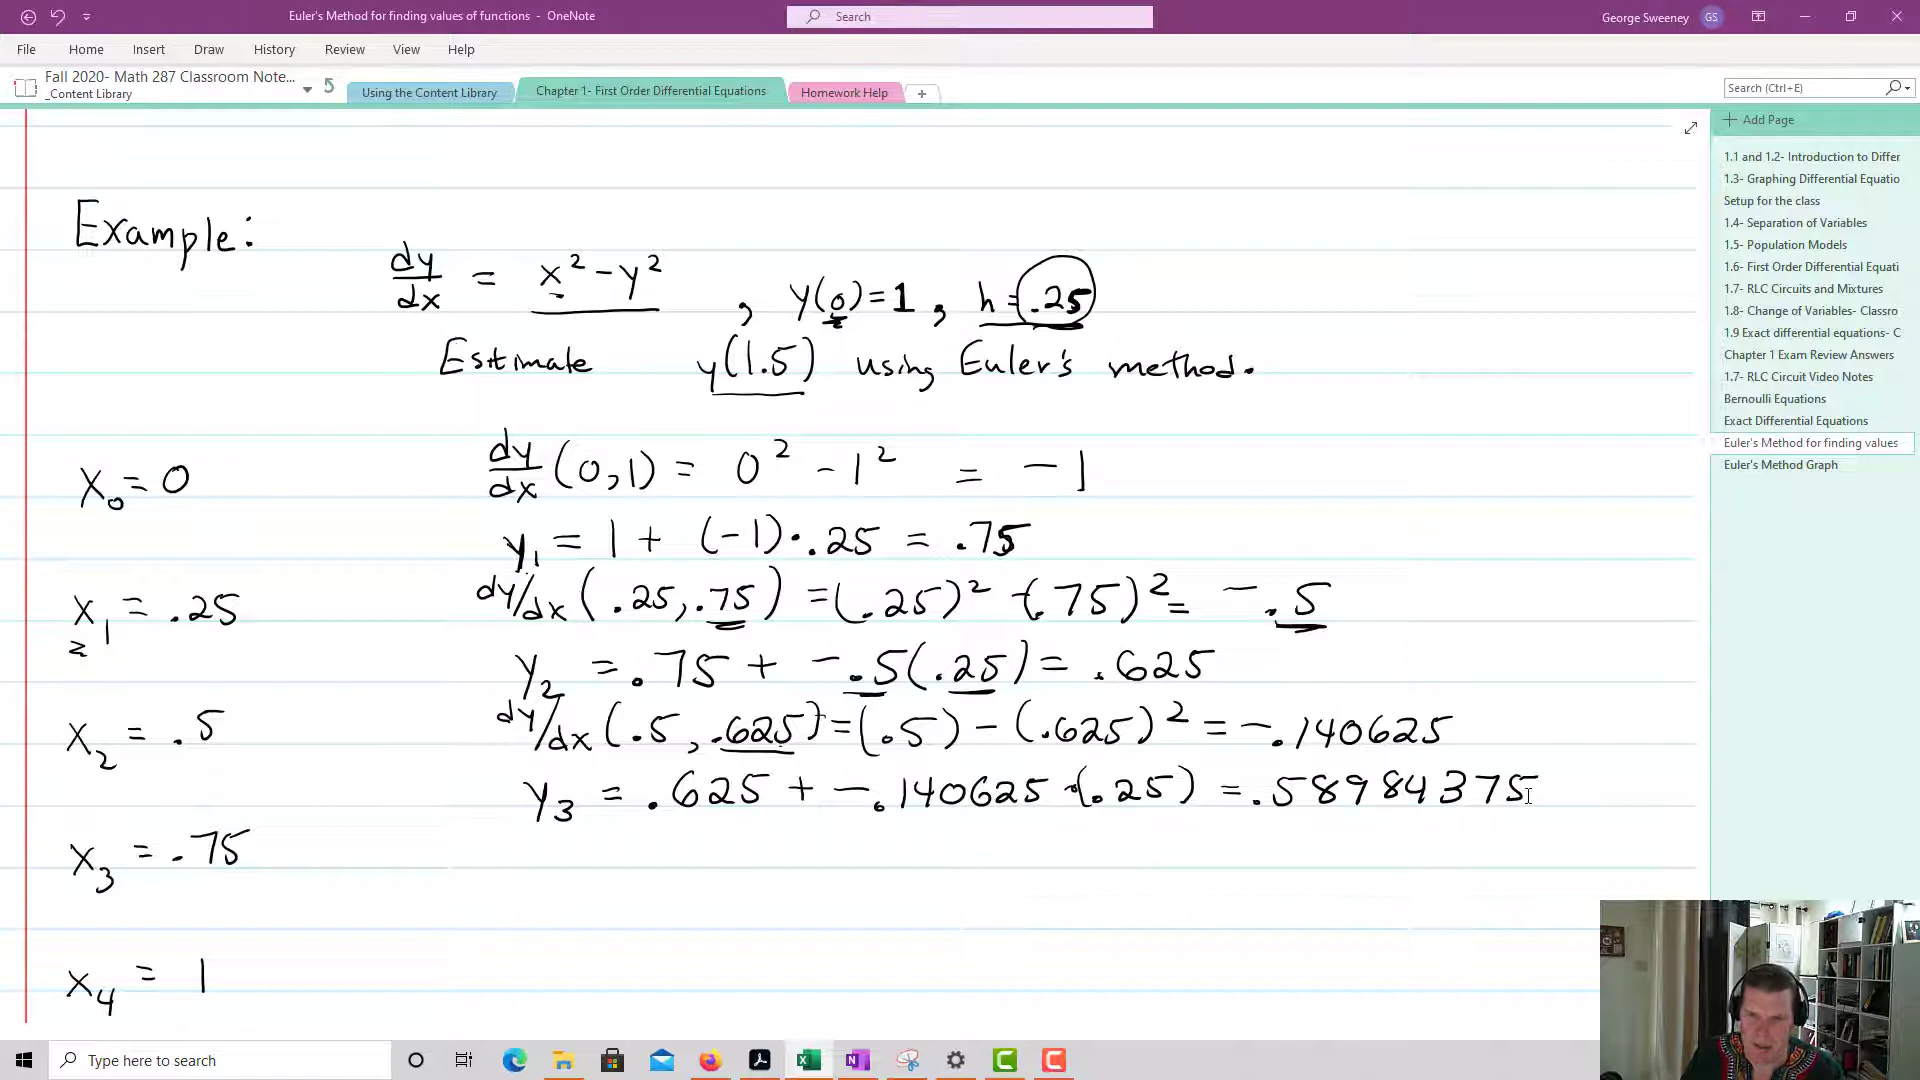 Euler's Method for finding values of functions - OneNote
Search
George Sweeney
GS
File Home Insert Draw History Review View Help
Fall 2020- Math 287 Classroom Note...
_Content Library
Using the Content Library
Chapter 1- First Order Differential Equations
Homework Help
+
Search (Ctrl+E)
Add Page
1.1 and 1.2- Introduction to Differ
1.3- Graphing Differential Equatio
Setup for the class
1.4- Separation of Variables
1.5- Population Models
1.6- First Order Differential Equati
1.7- RLC Circuits and Mixtures
1.8- Change of Variables- Classro
1.9 Exact differential equations- C
Chapter 1 Exam Review Answers
1.7- RLC Circuit Video Notes
Bernoulli Equations
Exact Differential Equations
Euler's Method for finding values
Euler's Method Graph
Example:
dy/dx = x² - y² , y(0)=1, h=.25
Estimate y(1.5) using Euler's method.
x₀ = 0
dy/dx (0,1) = 0² - 1² = -1
y₁ = 1 + (-1)·.25 = .75
x₁ = .25
dy/dx (.25,.75) = (.25)² - (.75)² = -.5
y₂ = .75 + -.5(.25) = .625
x₂ = .5
dy/dx (.5,.625) = (.5) - (.625)² = -.140625
y₃ = .625 + -.140625·(.25) = .58984375
x₃ = .75
x₄ = 1
Type here to search